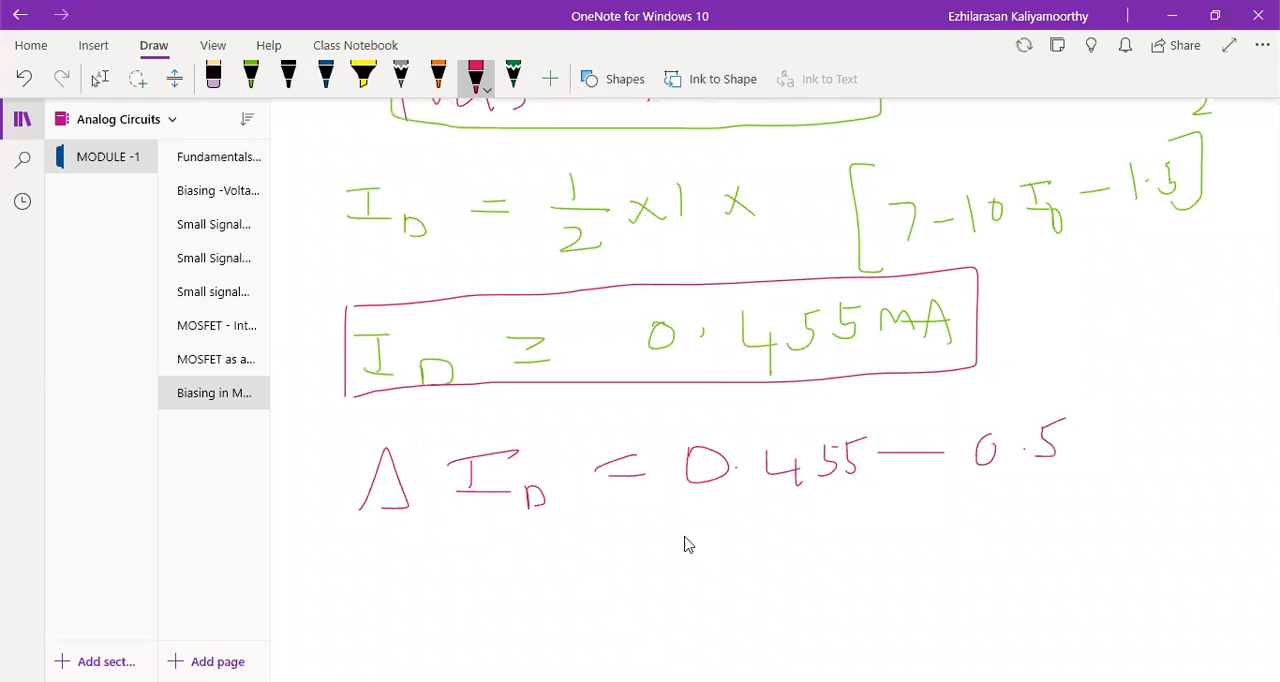 OneNote for Windows 10
Ezhilarasan Kaliyamoorthy
Home Insert Draw View Help Class Notebook
Share
Shapes Ink to Shape Ink to Text
Analog Circuits
MODULE -1
Fundamentals...
Biasing -Volta...
Small Signal...
Small Signal...
Small signal...
MOSFET - Int...
MOSFET as a...
Biasing in M...
Add sect...
Add page
2
I_D = 1/2 x 1 x [7 - 10 I_D - 1.5]
I_D = 0.455 mA
Δ I_D = 0.455 — 0.5